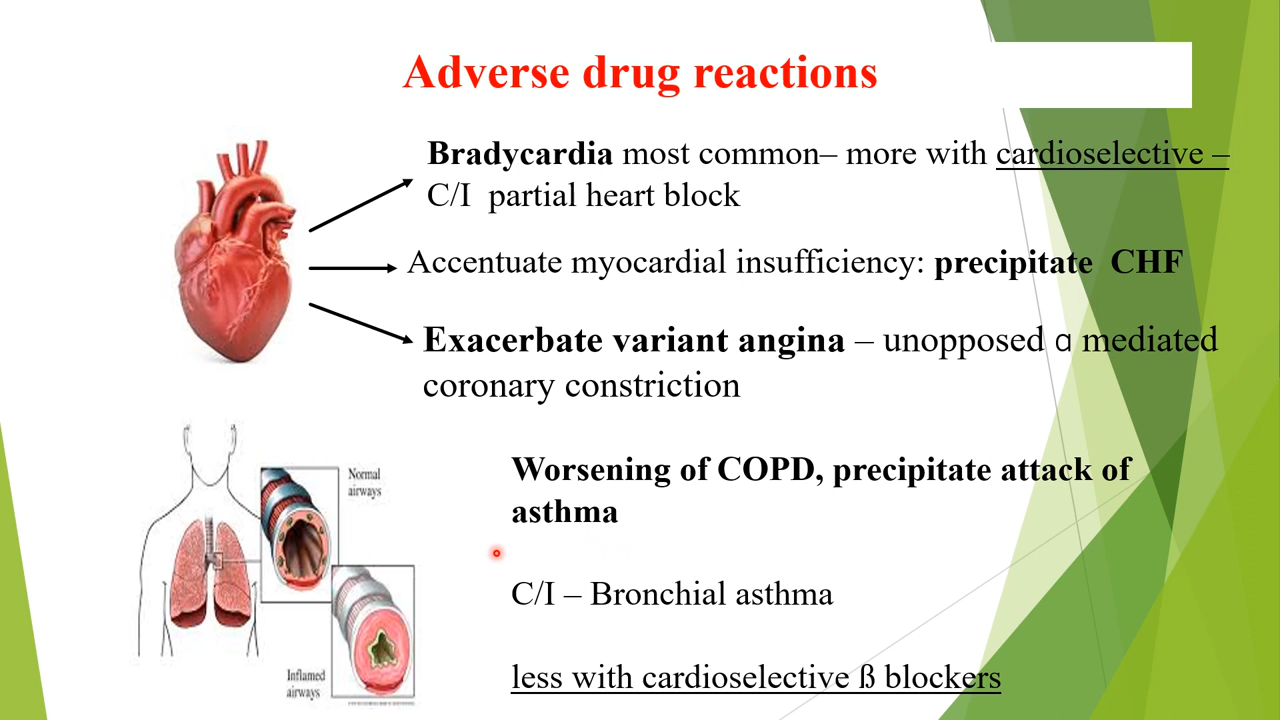 Adverse drug reactions
Bradycardia most common– more with cardioselective –
C/I partial heart block
Accentuate myocardial insufficiency: precipitate CHF
Exacerbate variant angina – unopposed α mediated
coronary constriction
Normal
airways
Inflamed
airways
Worsening of COPD, precipitate attack of
asthma
C/I – Bronchial asthma
less with cardioselective ß blockers